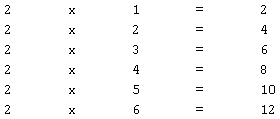 2 x 1 = 2
2 x 2 = 4
2 x 3 = 6
2 x 4 = 8
2 x 5 = 10
2 x 6 = 12